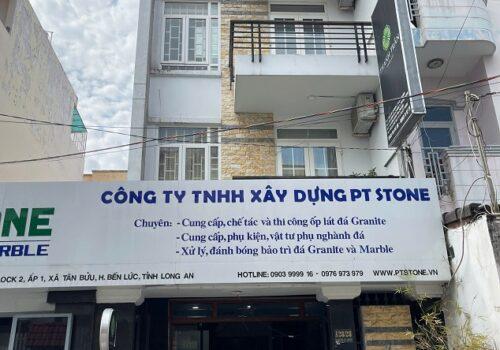 CÔNG TY TNHH XÂY DỰNG PT STONE
Chuyên: - Cung cấp, chế tác và thi công ốp lát đá Granite
- Cung cấp, phụ kiện, vật tư phụ nghành đá
- Xử lý, đánh bóng bảo trì đá Granite và Marble
ONE
ARBLE
LOCK 2, ẤP 1, XÃ TÂN BỬU, H. BẾN LỨC, TỈNH LONG AN
HOTLINE: 0903 9999 16 - 0976 973 979
WWW.PTSTONE.VN